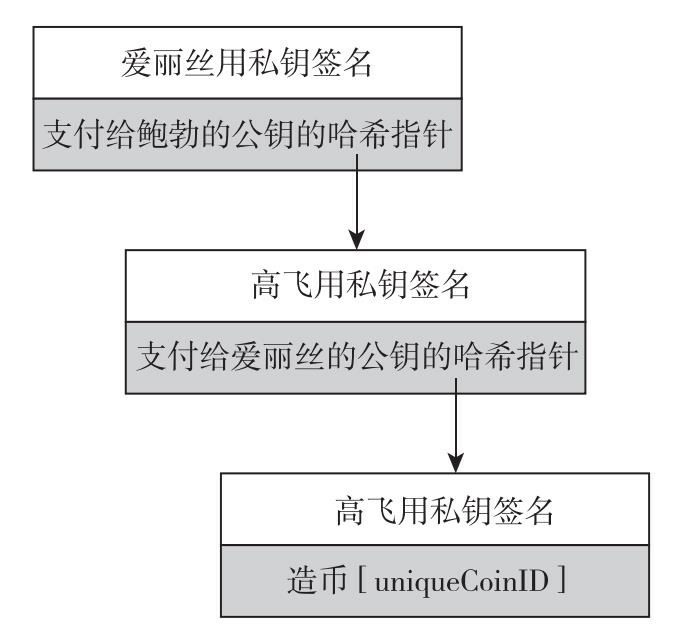 爱丽丝用私钥签名
支付给鲍勃的公钥的哈希指针
高飞用私钥签名
支付给爱丽丝的公钥的哈希指针
高飞用私钥签名
造币 [ uniqueCoinID ]